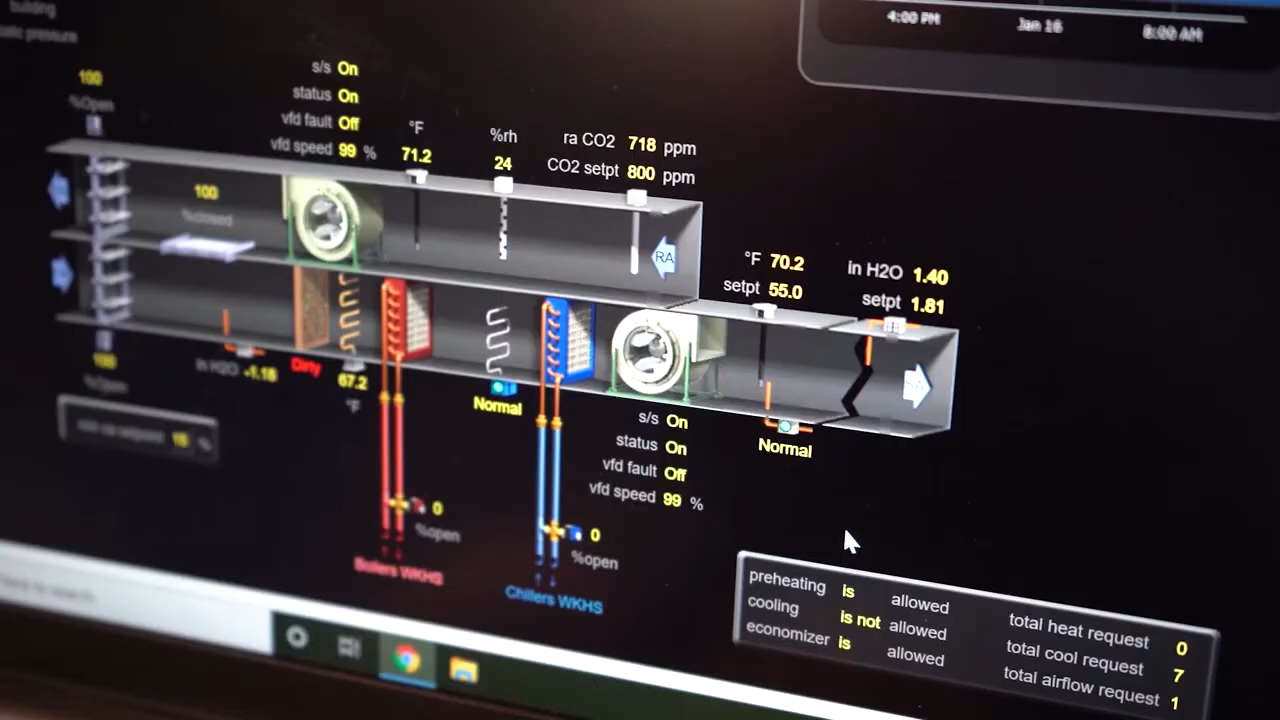 building
static pressure
4:00 PM Jan 16 8:00 AM
100
%Open
s/s On
status On
vfd fault Off
vfd speed 99 %
°F
71.2
%rh
24
ra CO2 718 ppm
CO2 setpt 800 ppm
100
%closed
RA
°F 70.2
setpt 55.0
in H2O 1.40
setpt 1.81
SA
100
%Open
in H2O -1.18
Dirty
67.2
°F
Normal
s/s On
status On
vfd fault Off
vfd speed 99 %
Normal
0
%open
Boilers WKHS
0
%open
Chillers WKHS
preheating is allowed
cooling is not allowed
economizer is allowed
total heat request 0
total cool request 7
total airflow request 1